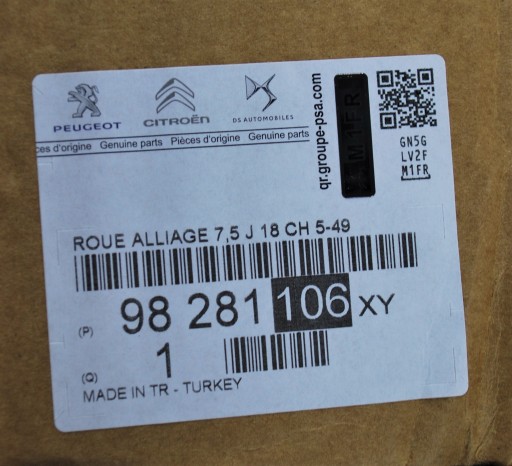 PEUGEOT
CITROËN
DS AUTOMOBILES
ces d'origine Genuine parts Pièces d'origine Genuine parts
qr.groupe-psa.com
GN5G
LV2F
M1FR
ROUE ALLIAGE 7,5 J 18 CH 5-49
(P) 98 281 106 XY
(Q) 1
MADE IN TR - TURKEY